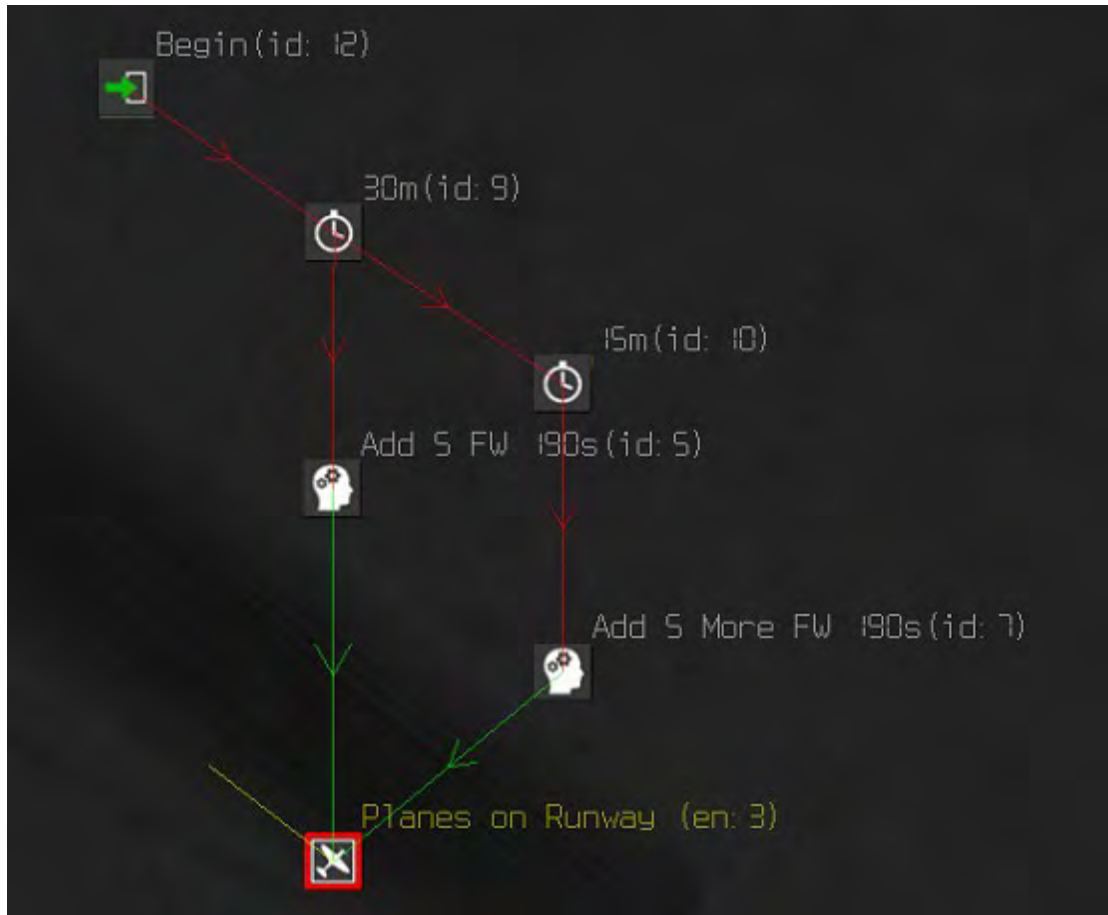 Begin(id: 12)
30m(id: 9)
15m(id: 10)
Add 5 FW 190s(id: 5)
Add 5 More FW 190s(id: 7)
Planes on Runway (en: 3)